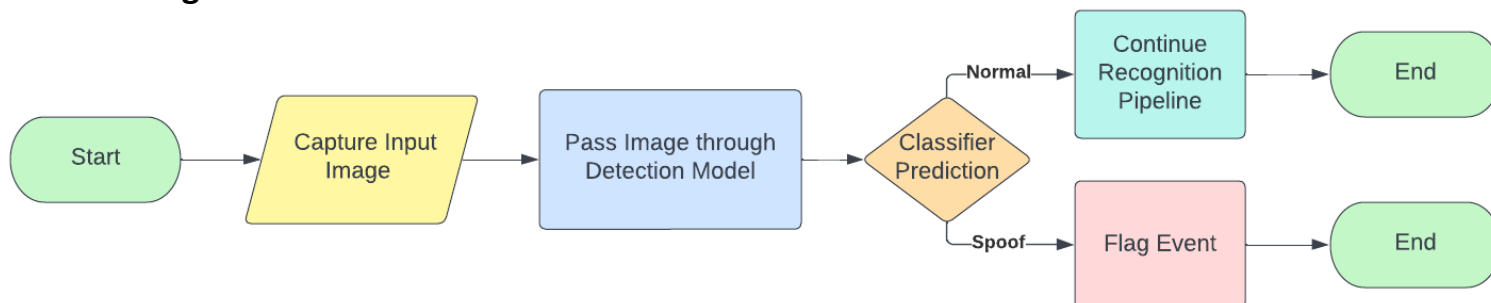 Start
Capture Input
Image
Pass Image through
Detection Model
Classifier
Prediction
Normal
Continue
Recognition
Pipeline
End
Spoof
Flag Event
End